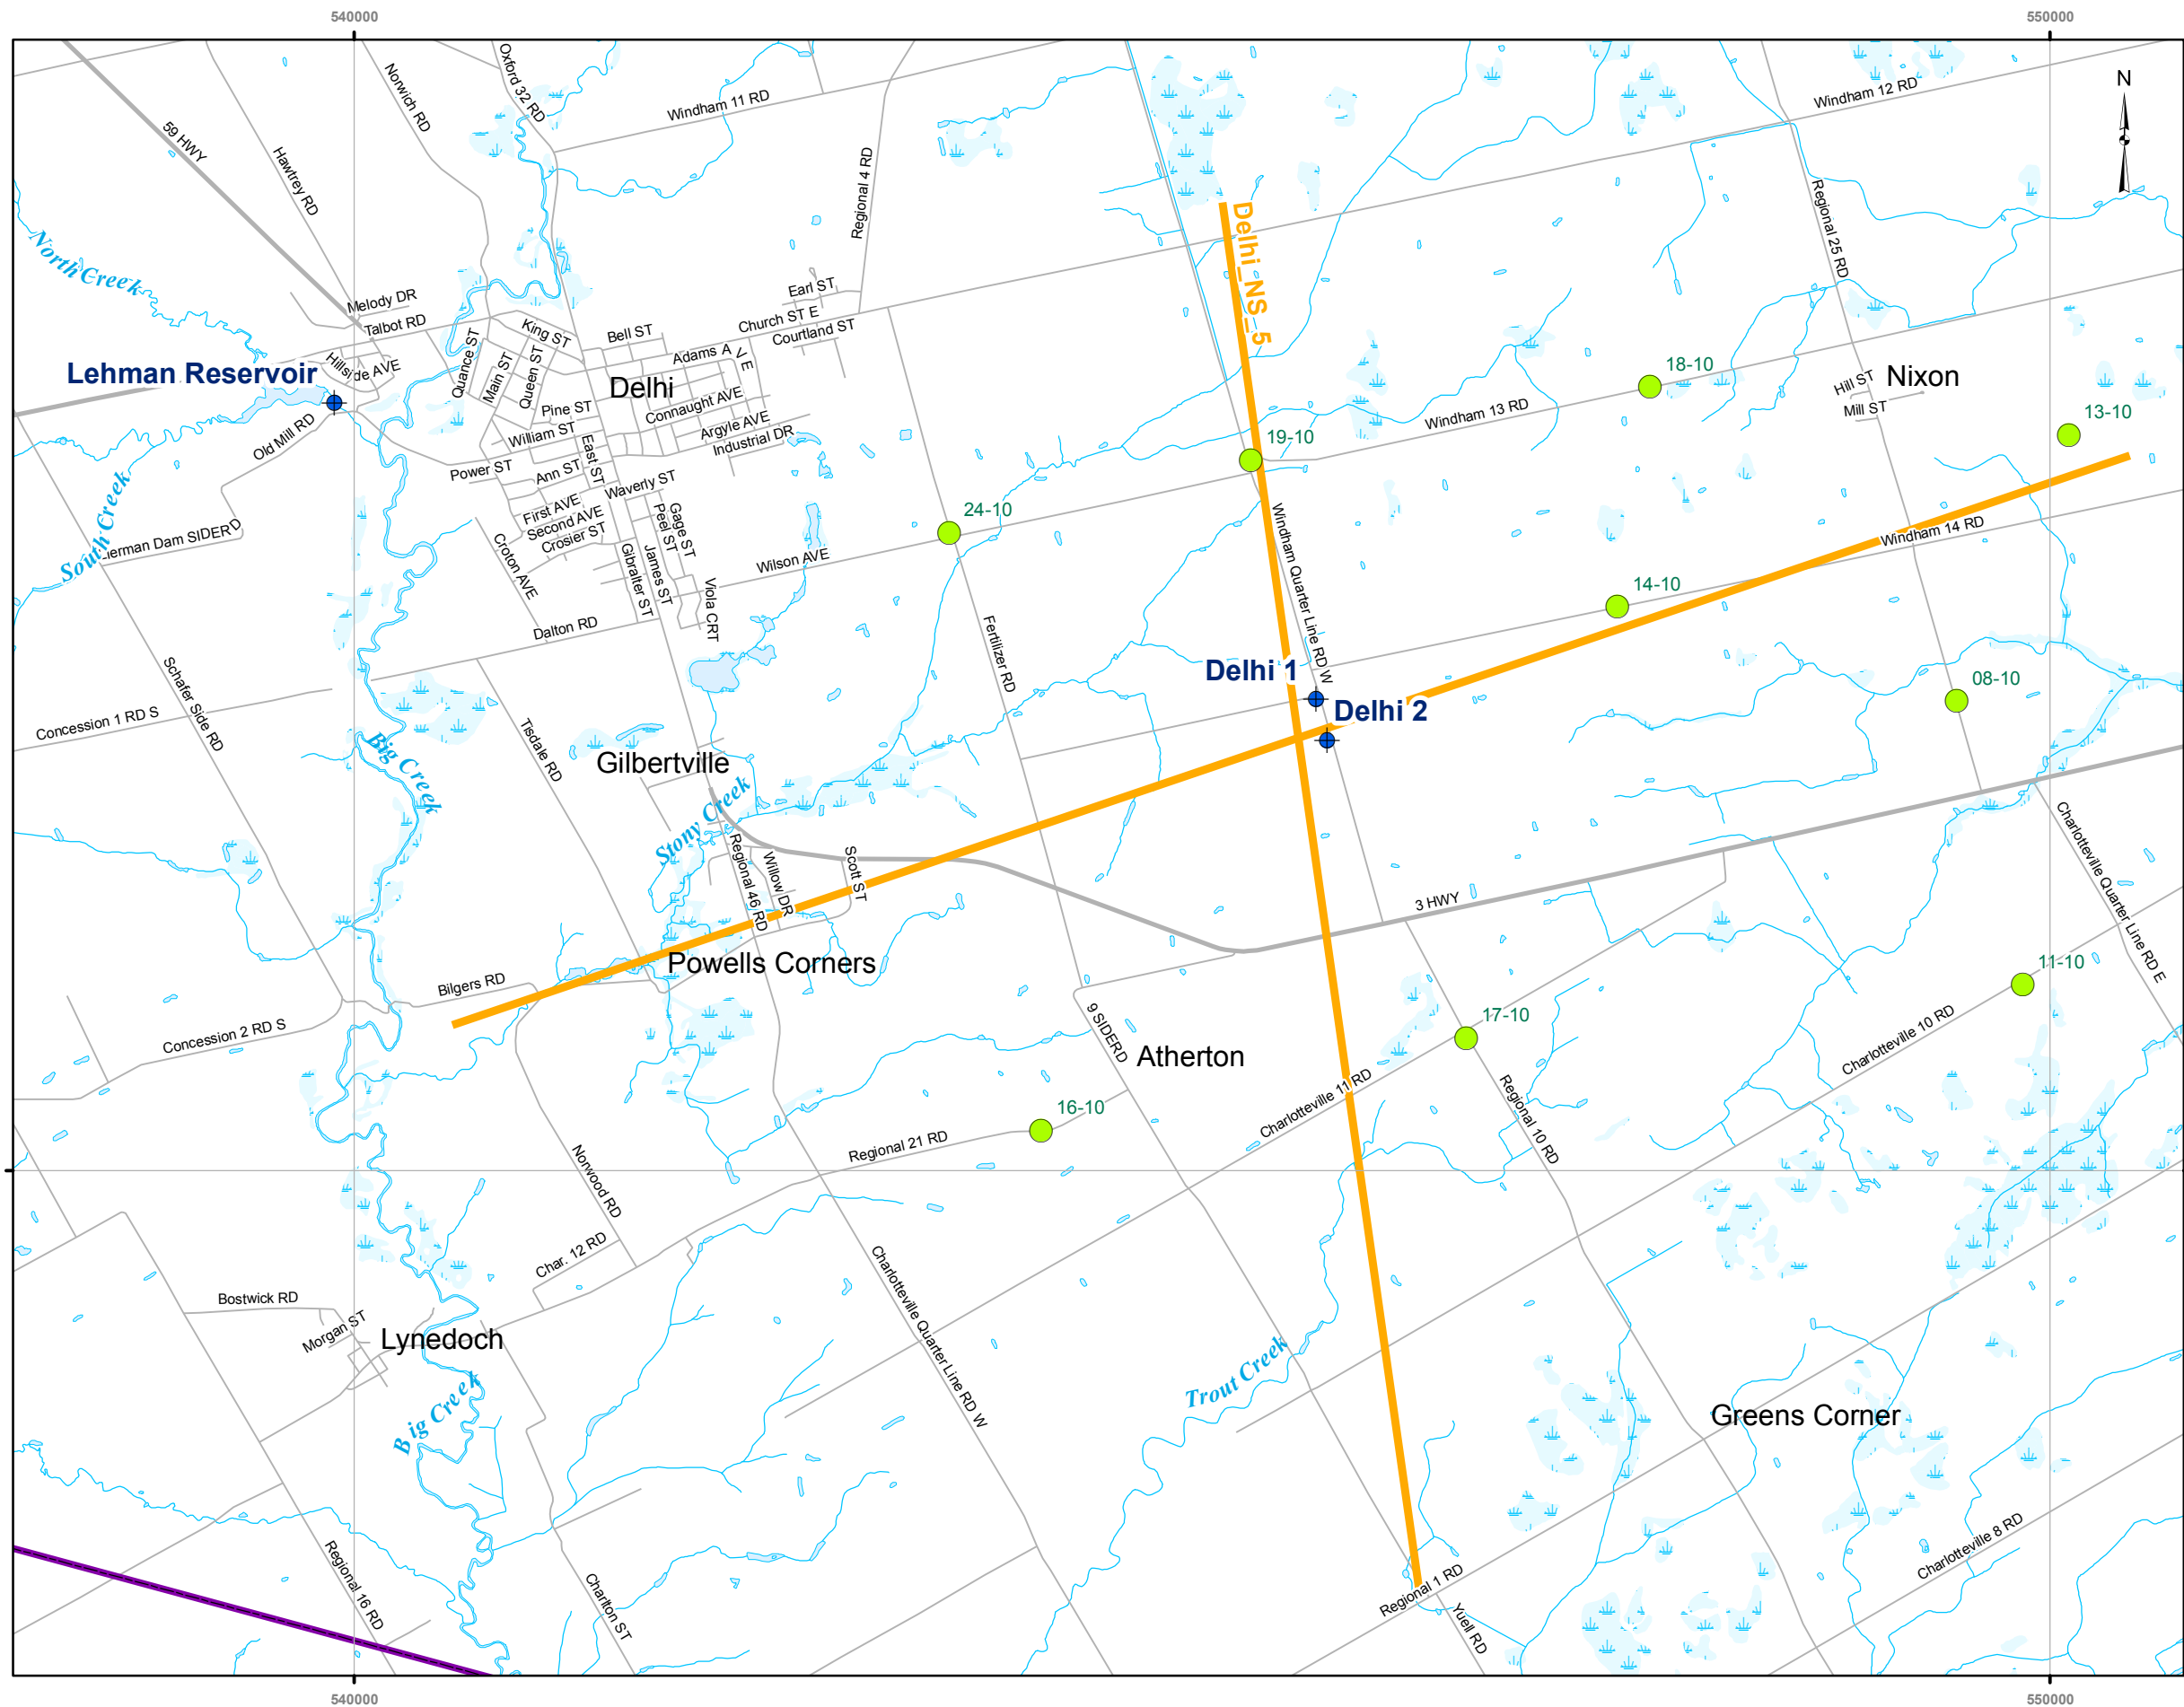 540000
550000
N
Oxford 32 RD
Norwich RD
59 HWY
Hawtrey RD
Windham 11 RD
Windham 12 RD
Regional 4 RD
Regional 25 RD
North Creek
Delhi_NS_5
Melody DR
Talbot RD
Earl ST
Church ST E
Courtland ST
King ST
Bell ST
Adams AVE
Quance ST
Main ST
Queen ST
Hillside AVE
Lehman Reservoir
Delhi
Connaught AVE
Pine ST
William ST
Argyle AVE
Industrial DR
Old Mill RD
Power ST
Ann ST
East ST
Waverly ST
First AVE
Second AVE
Crosier ST
Gage ST
Peel ST
James ST
Gibralter ST
Croton AVE
Viola CRT
Wilson AVE
Dalton RD
South Creek
18-10
Nixon
Hill ST
Mill ST
13-10
Windham 13 RD
19-10
24-10
Windham 14 RD
Windham Quarter Line RD W
14-10
Fertilizer RD
Delhi 1
Delhi 2
08-10
Schafer Side RD
Concession 1 RD S
Big Creek
Tisdale RD
Gilbertville
Stony Creek
Regional 46 RD
Willow DR
Scott ST
Charlotteville Quarter Line RD E
3 HWY
Powells Corners
Bilgers RD
Concession 2 RD S
11-10
17-10
Charlotteville 10 RD
9 SIDERD
Atherton
16-10
Regional 21 RD
Charlotteville 11 RD
Regional 10 RD
Norwood RD
Char. 12 RD
Bostwick RD
Morgan ST
Lynedoch
Big Creek
Charlotteville Quarter Line RD W
Trout Creek
Greens Corner
Charlotteville 8 RD
Regional 16 RD
Charlton ST
Regional 1 RD
Yuell RD
540000
550000